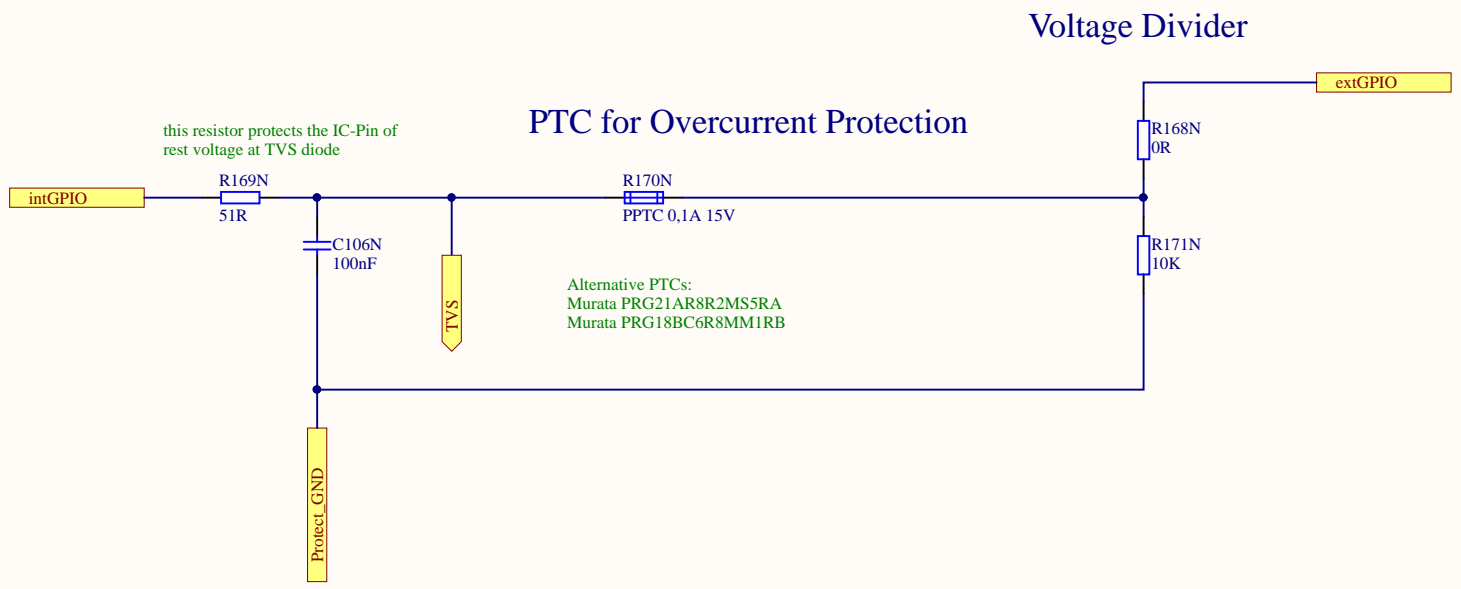 Voltage Divider
extGPIO
PTC for Overcurrent Protection
this resistor protects the IC-Pin of
rest voltage at TVS diode
R168N
0R
intGPIO
R169N
51R
R170N
PPTC 0,1A 15V
C106N
100nF
R171N
10K
TVS
Alternative PTCs:
Murata PRG21AR8R2MS5RA
Murata PRG18BC6R8MM1RB
Protect_GND